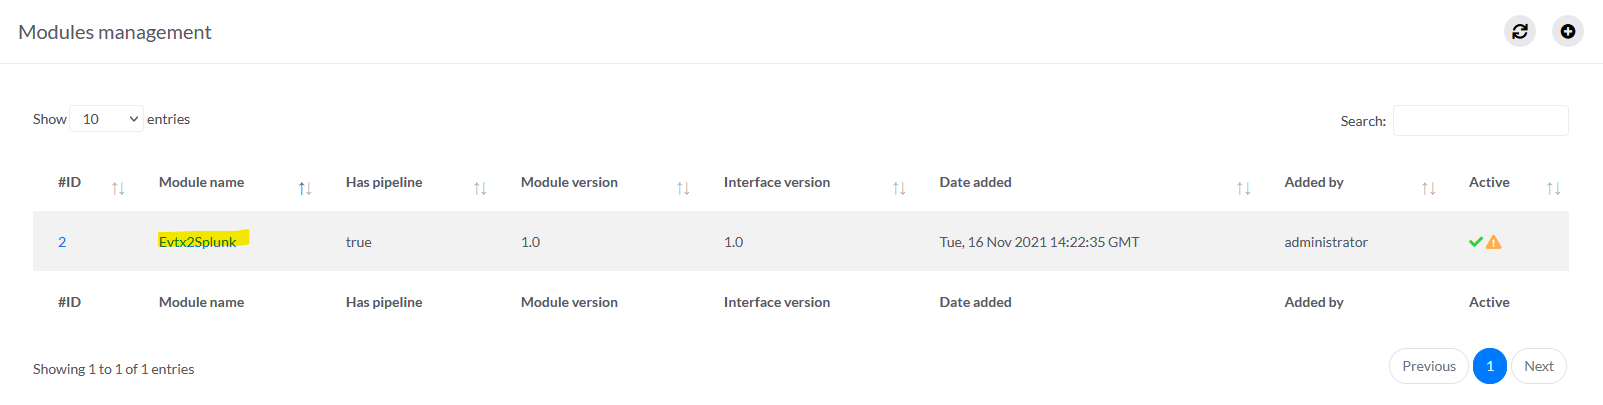 Modules management
Show 10 entries
Search:
#ID Module name Has pipeline Module version Interface version Date added Added by Active
2 Evtx2Splunk true 1.0 1.0 Tue, 16 Nov 2021 14:22:35 GMT administrator
#ID Module name Has pipeline Module version Interface version Date added Added by Active
Showing 1 to 1 of 1 entries
Previous 1 Next